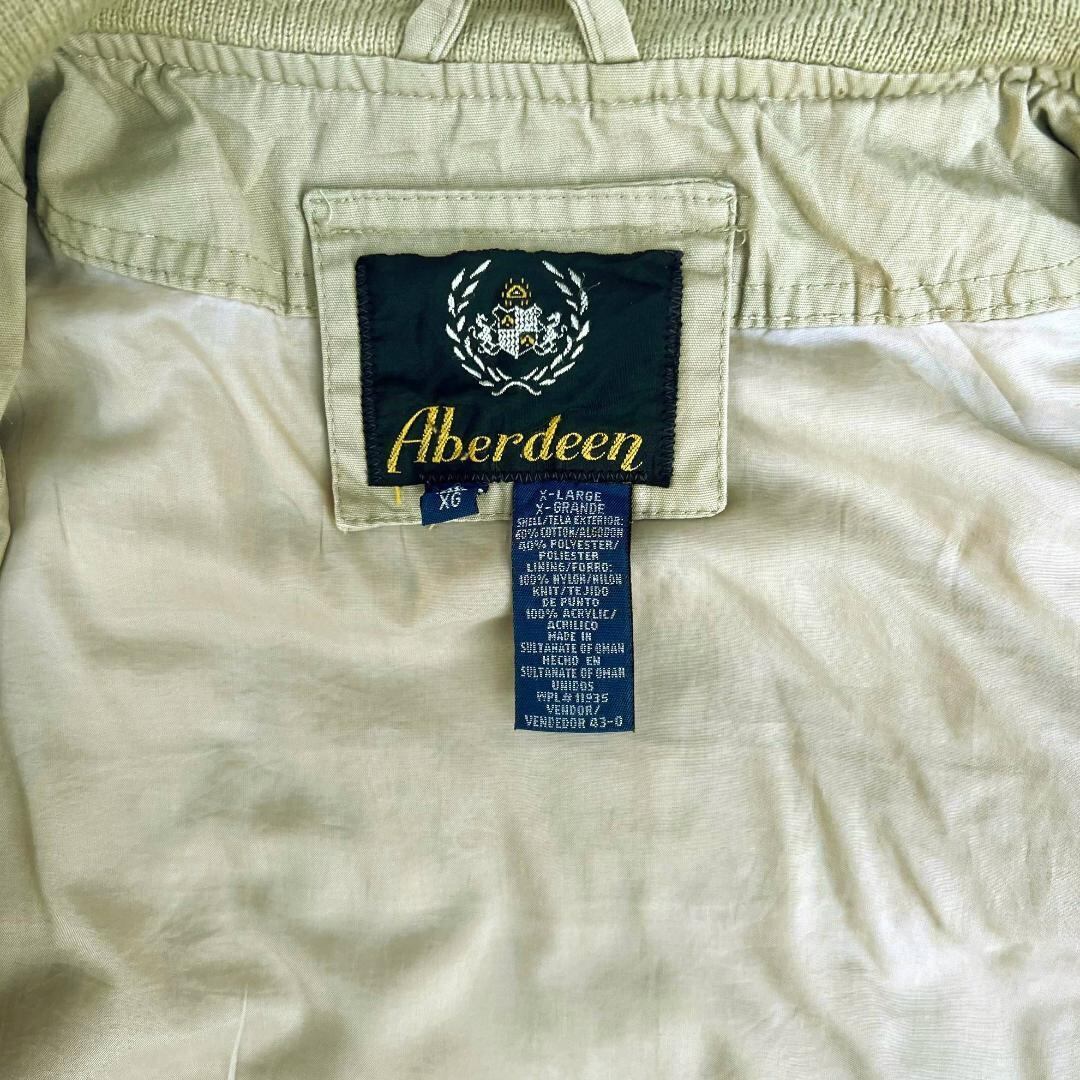 Aberdeen
XG
X-LARGE
X-GRANDE
SHELL/TELA EXTERIOR:
60% COTTON/ALGODON
40% POLYESTER/
POLIESTER
LINING/FORRO:
100% NYLON/NILON
KNIT/TEJIDO
DE PUNTO
100% ACRYLIC/
ACRILICO
MADE IN
SULTANATE OF OMAN
HECHO EN
SULTANATE OF OMAN
UNIDOS
WPL# 11935
VENDOR/
VENDEDOR 43-0